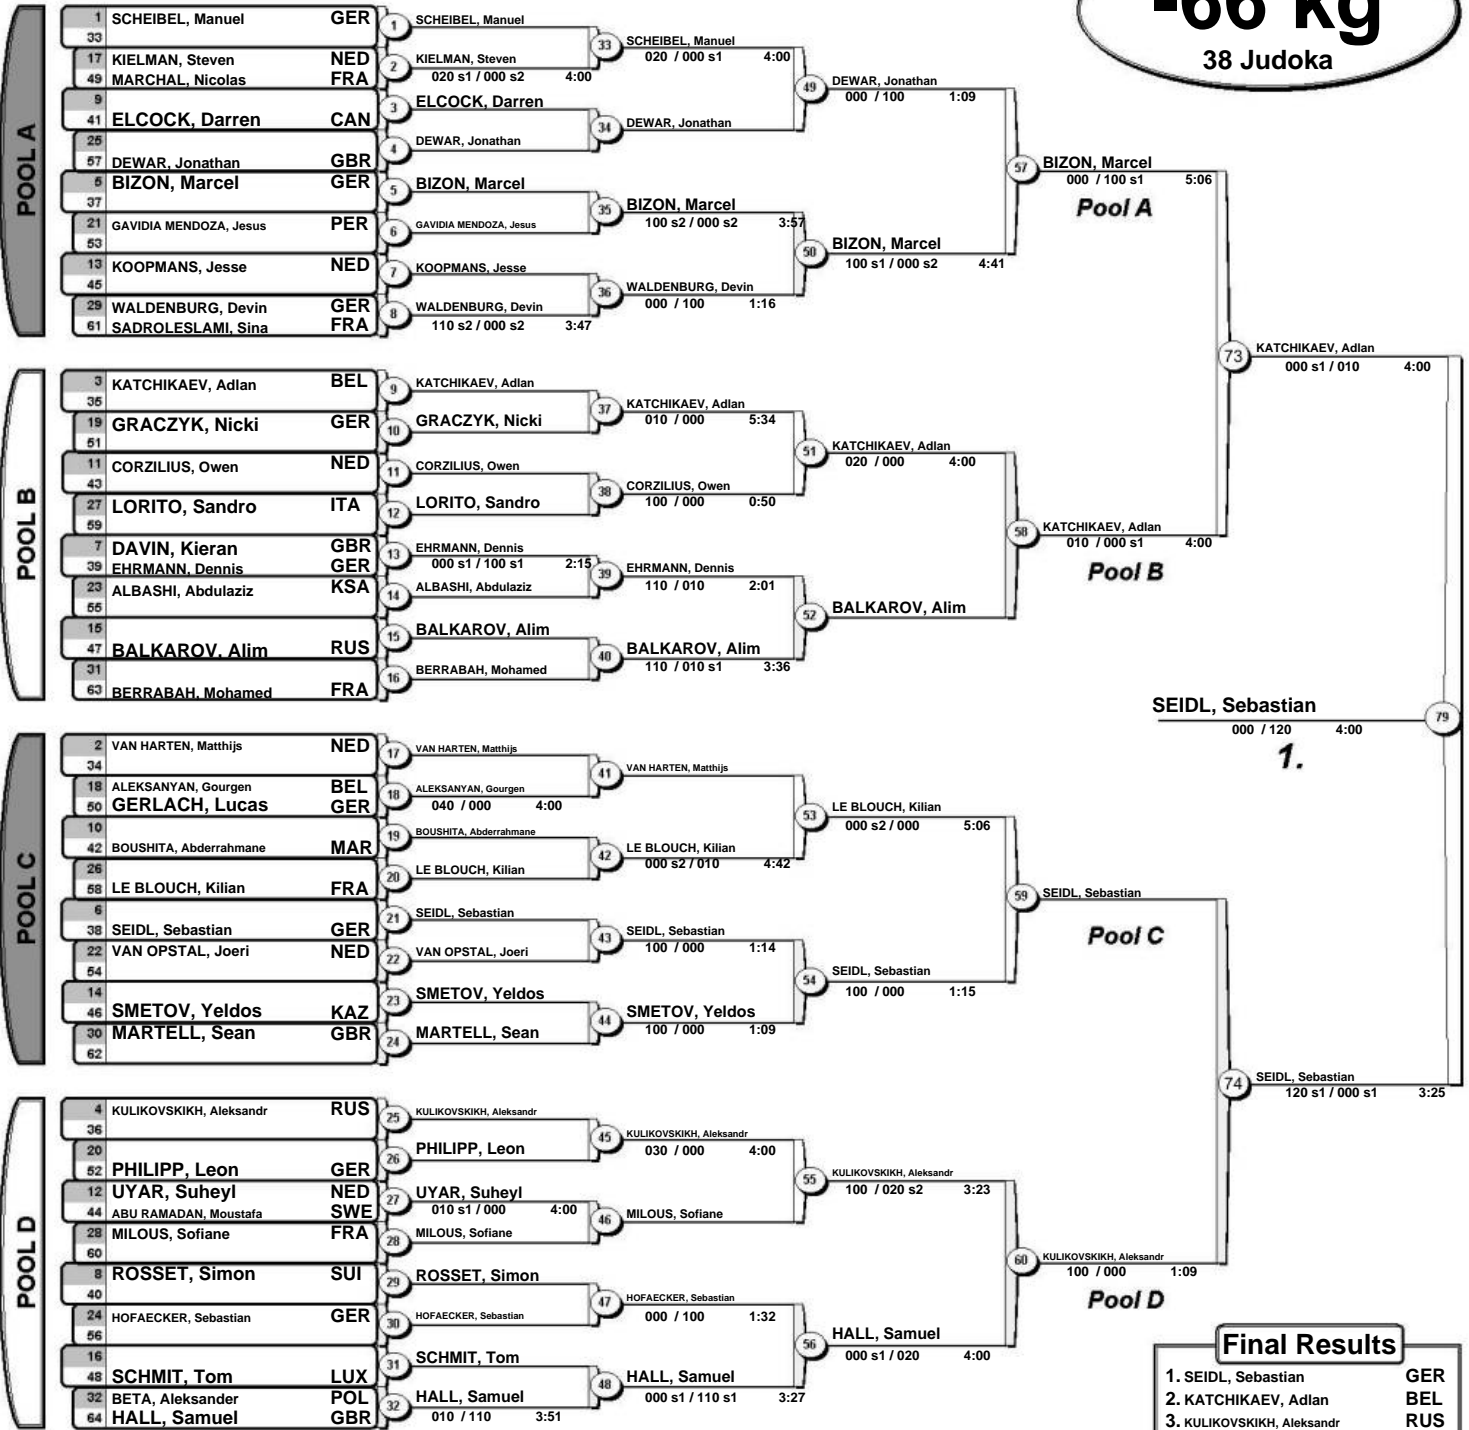 -66 kg
38 Judoka
POOL A
1 SCHEIBEL, Manuel GER
33
17 KIELMAN, Steven NED
49 MARCHAL, Nicolas FRA
9
41 ELCOCK, Darren CAN
25
57 DEWAR, Jonathan GBR
5 BIZON, Marcel GER
37
21 GAVIDIA MENDOZA, Jesus PER
53
13 KOOPMANS, Jesse NED
45
29 WALDENBURG, Devin GER
61 SADROLESLAMI, Sina FRA
1 SCHEIBEL, Manuel
2 KIELMAN, Steven
020 s1 / 000 s2 4:00
3 ELCOCK, Darren
4 DEWAR, Jonathan
5 BIZON, Marcel
6 GAVIDIA MENDOZA, Jesus
7 KOOPMANS, Jesse
8 WALDENBURG, Devin
110 s2 / 000 s2 3:47
33 SCHEIBEL, Manuel
020 / 000 s1 4:00
34 DEWAR, Jonathan
35 BIZON, Marcel
100 s2 / 000 s2 3:57
36 WALDENBURG, Devin
000 / 100 1:16
49 DEWAR, Jonathan
000 / 100 1:09
50 BIZON, Marcel
100 s1 / 000 s2 4:41
57 BIZON, Marcel
000 / 100 s1 5:06
Pool A
POOL B
3 KATCHIKAEV, Adlan BEL
35
19 GRACZYK, Nicki GER
51
11 CORZILIUS, Owen NED
43
27 LORITO, Sandro ITA
59
7 DAVIN, Kieran GBR
39 EHRMANN, Dennis GER
23 ALBASHI, Abdulaziz KSA
55
15
47 BALKAROV, Alim RUS
31
63 BERRABAH, Mohamed FRA
9 KATCHIKAEV, Adlan
10 GRACZYK, Nicki
11 CORZILIUS, Owen
12 LORITO, Sandro
13 EHRMANN, Dennis
000 s1 / 100 s1 2:15
14 ALBASHI, Abdulaziz
15 BALKAROV, Alim
16 BERRABAH, Mohamed
37 KATCHIKAEV, Adlan
010 / 000 5:34
38 CORZILIUS, Owen
100 / 000 0:50
39 EHRMANN, Dennis
110 / 010 2:01
40 BALKAROV, Alim
110 / 010 s1 3:36
51 KATCHIKAEV, Adlan
020 / 000 4:00
52 BALKAROV, Alim
58 KATCHIKAEV, Adlan
010 / 000 s1 4:00
Pool B
73 KATCHIKAEV, Adlan
000 s1 / 010 4:00
SEIDL, Sebastian 79
000 / 120 4:00
1.
POOL C
2 VAN HARTEN, Matthijs NED
34
18 ALEKSANYAN, Gourgen BEL
50 GERLACH, Lucas GER
10
42 BOUSHITA, Abderrahmane MAR
26
58 LE BLOUCH, Kilian FRA
6
38 SEIDL, Sebastian GER
22 VAN OPSTAL, Joeri NED
54
14
46 SMETOV, Yeldos KAZ
30 MARTELL, Sean GBR
62
17 VAN HARTEN, Matthijs
18 ALEKSANYAN, Gourgen
040 / 000 4:00
19 BOUSHITA, Abderrahmane
20 LE BLOUCH, Kilian
21 SEIDL, Sebastian
22 VAN OPSTAL, Joeri
23 SMETOV, Yeldos
24 MARTELL, Sean
41 VAN HARTEN, Matthijs
42 LE BLOUCH, Kilian
000 s2 / 010 4:42
43 SEIDL, Sebastian
100 / 000 1:14
44 SMETOV, Yeldos
100 / 000 1:09
53 LE BLOUCH, Kilian
000 s2 / 000 5:06
54 SEIDL, Sebastian
100 / 000 1:15
59 SEIDL, Sebastian
Pool C
74 SEIDL, Sebastian
120 s1 / 000 s1 3:25
POOL D
4 KULIKOVSKIKH, Aleksandr RUS
36
20
52 PHILIPP, Leon GER
12 UYAR, Suheyl NED
44 ABU RAMADAN, Moustafa SWE
28 MILOUS, Sofiane FRA
60
8 ROSSET, Simon SUI
40
24 HOFAECKER, Sebastian GER
56
16
48 SCHMIT, Tom LUX
32 BETA, Aleksander POL
64 HALL, Samuel GBR
25 KULIKOVSKIKH, Aleksandr
26 PHILIPP, Leon
27 UYAR, Suheyl
010 s1 / 000 4:00
28 MILOUS, Sofiane
29 ROSSET, Simon
30 HOFAECKER, Sebastian
31 SCHMIT, Tom
32 HALL, Samuel
010 / 110 3:51
45 KULIKOVSKIKH, Aleksandr
030 / 000 4:00
46 MILOUS, Sofiane
47 HOFAECKER, Sebastian
000 / 100 1:32
48 HALL, Samuel
000 s1 / 110 s1 3:27
55 KULIKOVSKIKH, Aleksandr
100 / 020 s2 3:23
56 HALL, Samuel
000 s1 / 020 4:00
60 KULIKOVSKIKH, Aleksandr
100 / 000 1:09
Pool D
Final Results
1. SEIDL, Sebastian GER
2. KATCHIKAEV, Adlan BEL
3. KULIKOVSKIKH, Aleksandr RUS